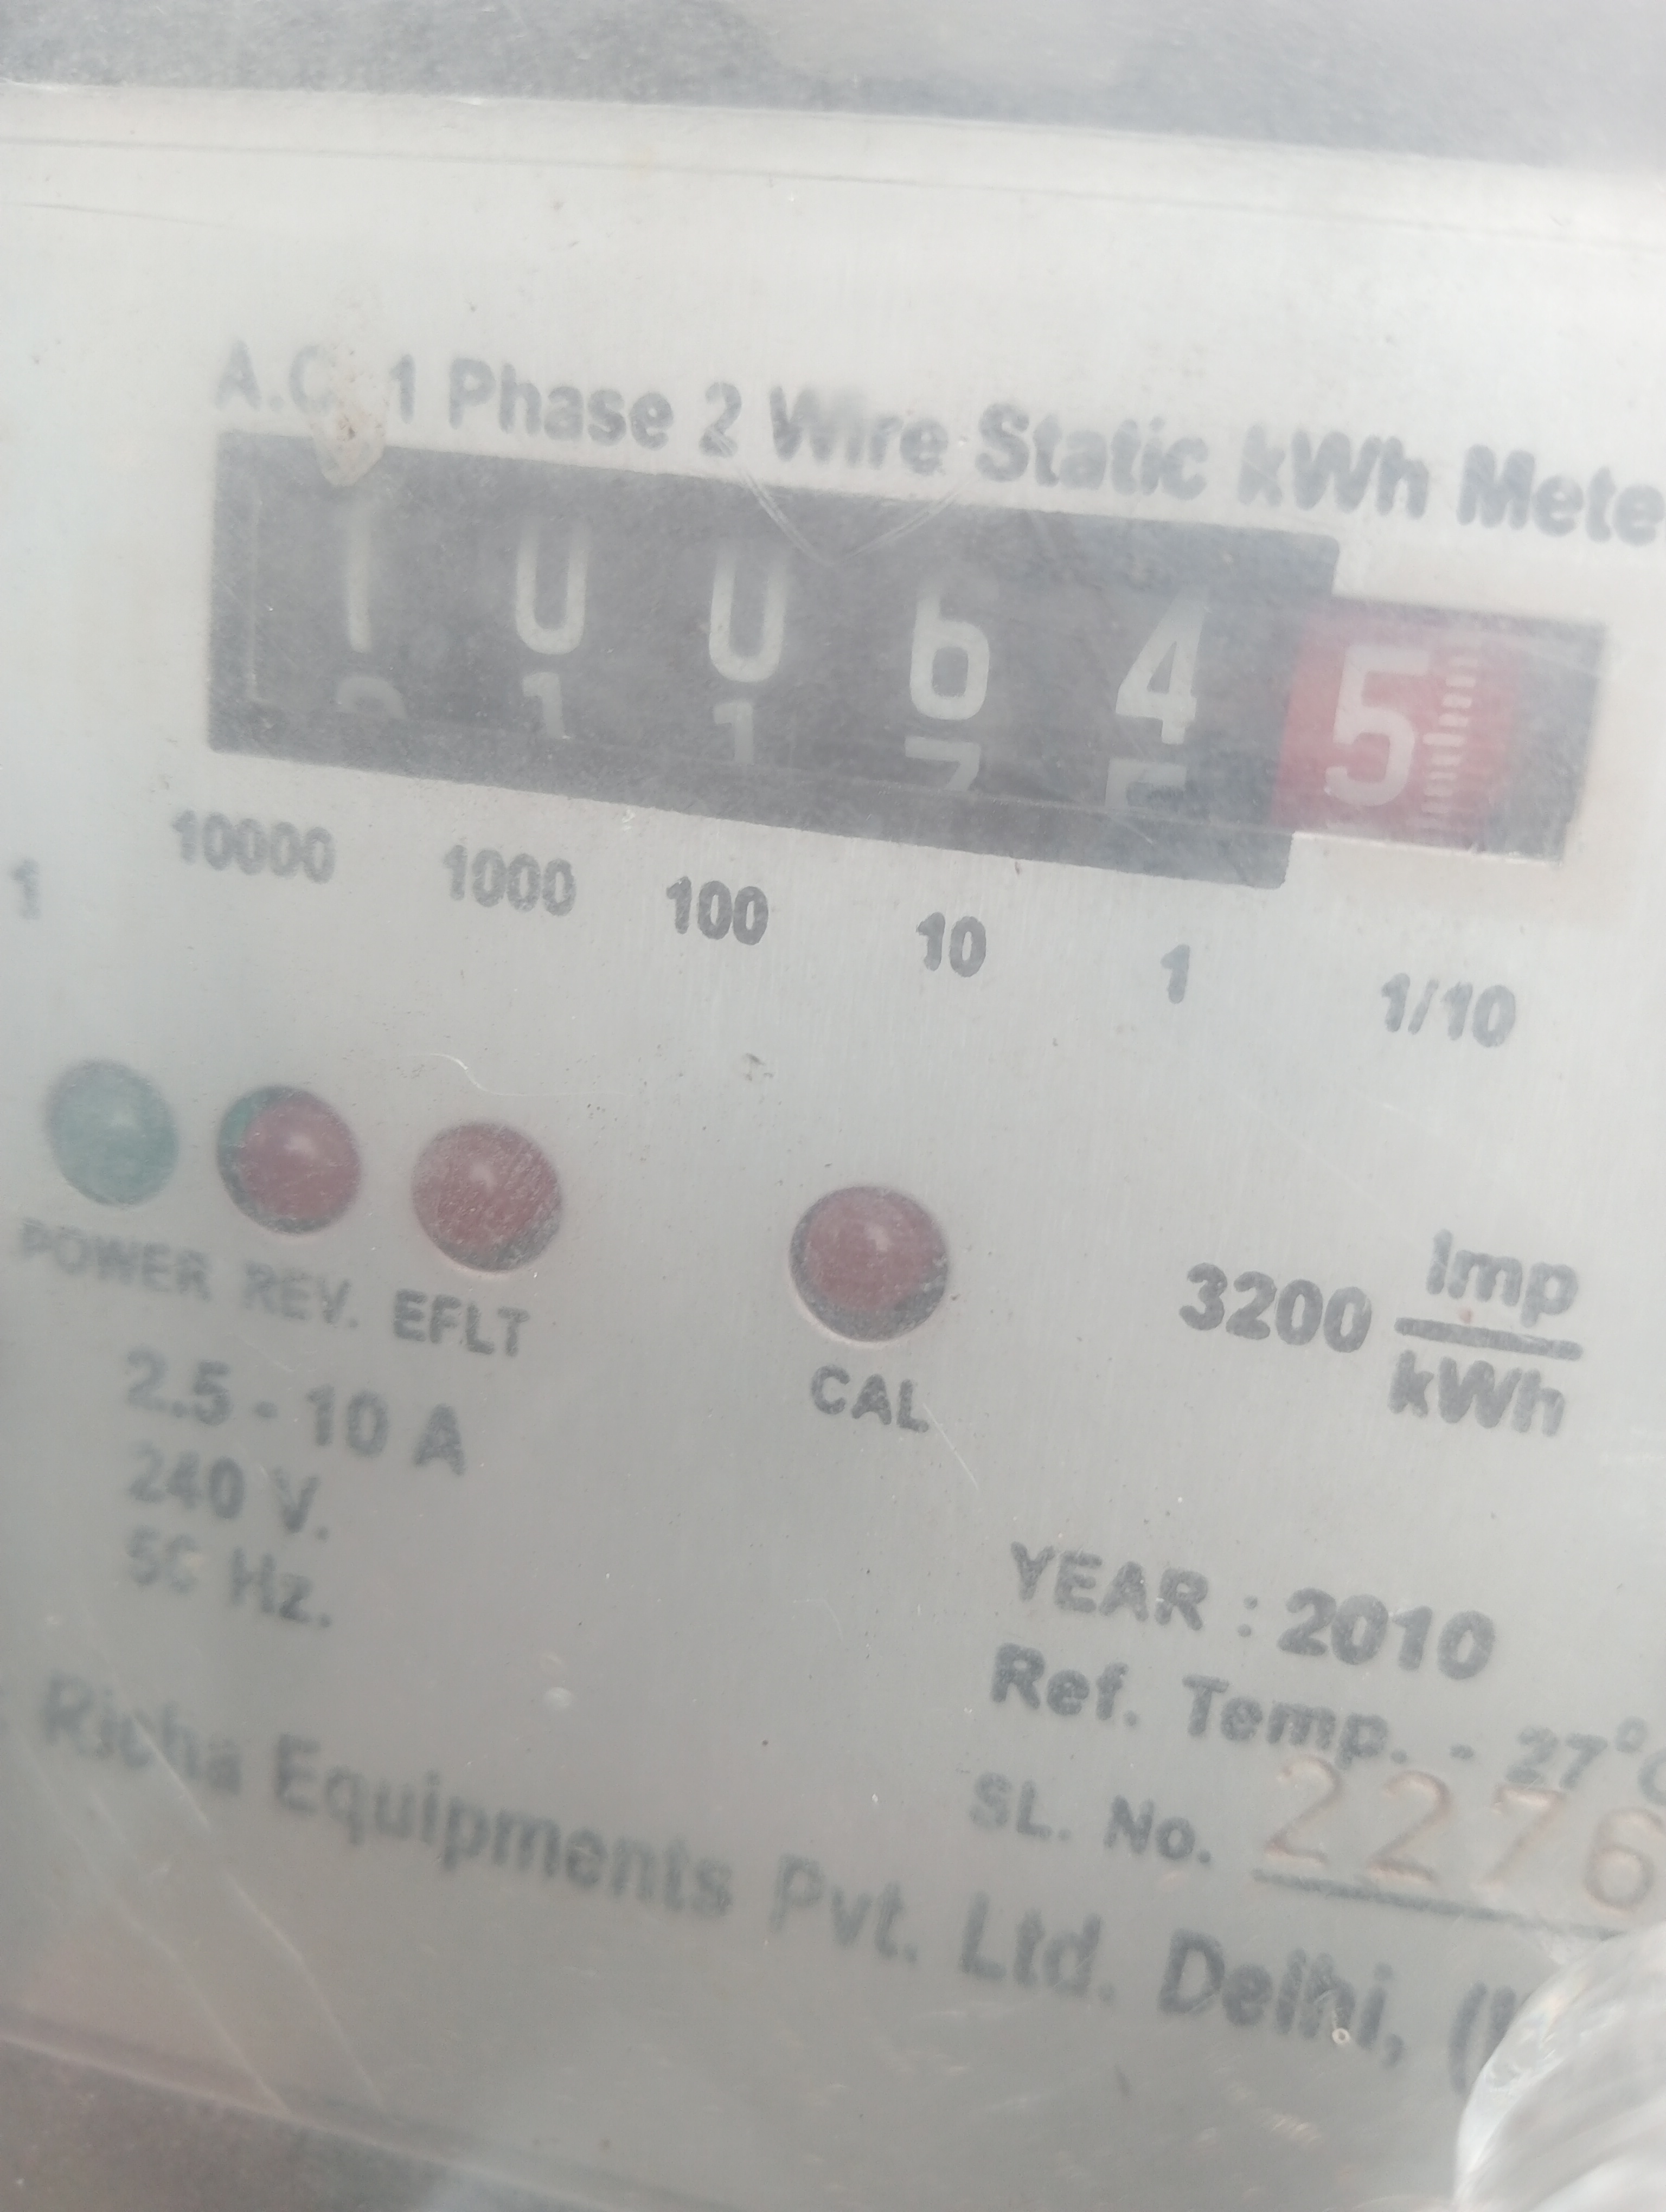 A.C. 1 Phase 2 Wire Static kWh Mete
1 0 0 6 4 5
1
10000 1000 100 10 1 1/10
POWER REV. EFLT
CAL
3200 Imp
kWh
2.5 - 10 A
240 V.
50 Hz.
YEAR : 2010
Ref. Temp. - 27°C
SL. No. 2276
Richa Equipments Pvt. Ltd. Delhi,